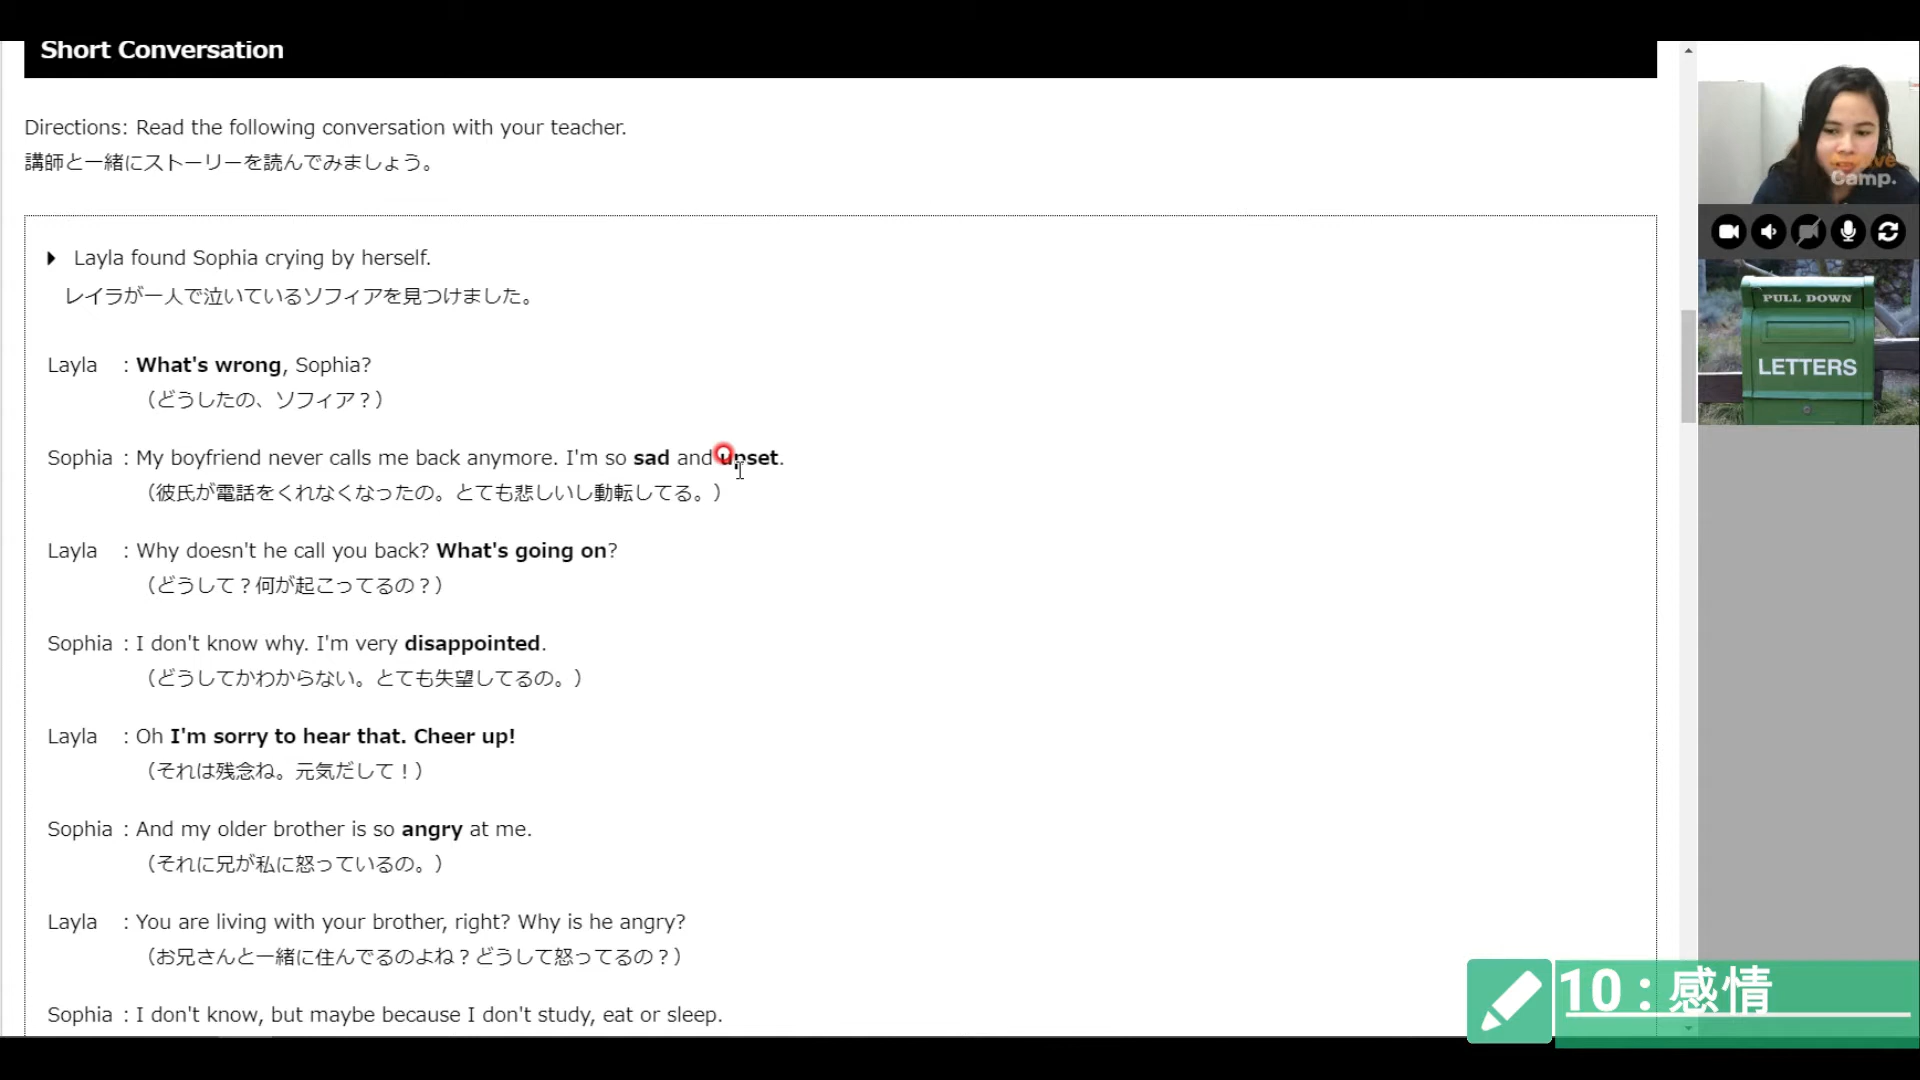 Short Conversation
Directions: Read the following conversation with your teacher.
講師と一緒にストーリーを読んでみましょう。
Layla found Sophia crying by herself.
レイラが一人で泣いているソフィアを見つけました。
Layla : What's wrong, Sophia?
（どうしたの、ソフィア？）
Sophia : My boyfriend never calls me back anymore. I'm so sad and upset.
（彼氏が電話をくれなくなったの。とても悲しいし動転してる。）
Layla : Why doesn't he call you back? What's going on?
（どうして？何が起こってるの？）
Sophia : I don't know why. I'm very disappointed.
（どうしてかわからない。とても失望してるの。）
Layla : Oh I'm sorry to hear that. Cheer up!
（それは残念ね。元気だして！）
Sophia : And my older brother is so angry at me.
（それに兄が私に怒っているの。）
Layla : You are living with your brother, right? Why is he angry?
（お兄さんと一緒に住んでるのよね？どうして怒ってるの？）
Sophia : I don't know, but maybe because I don't study, eat or sleep.
Camp.
PULL DOWN
LETTERS
10：感情